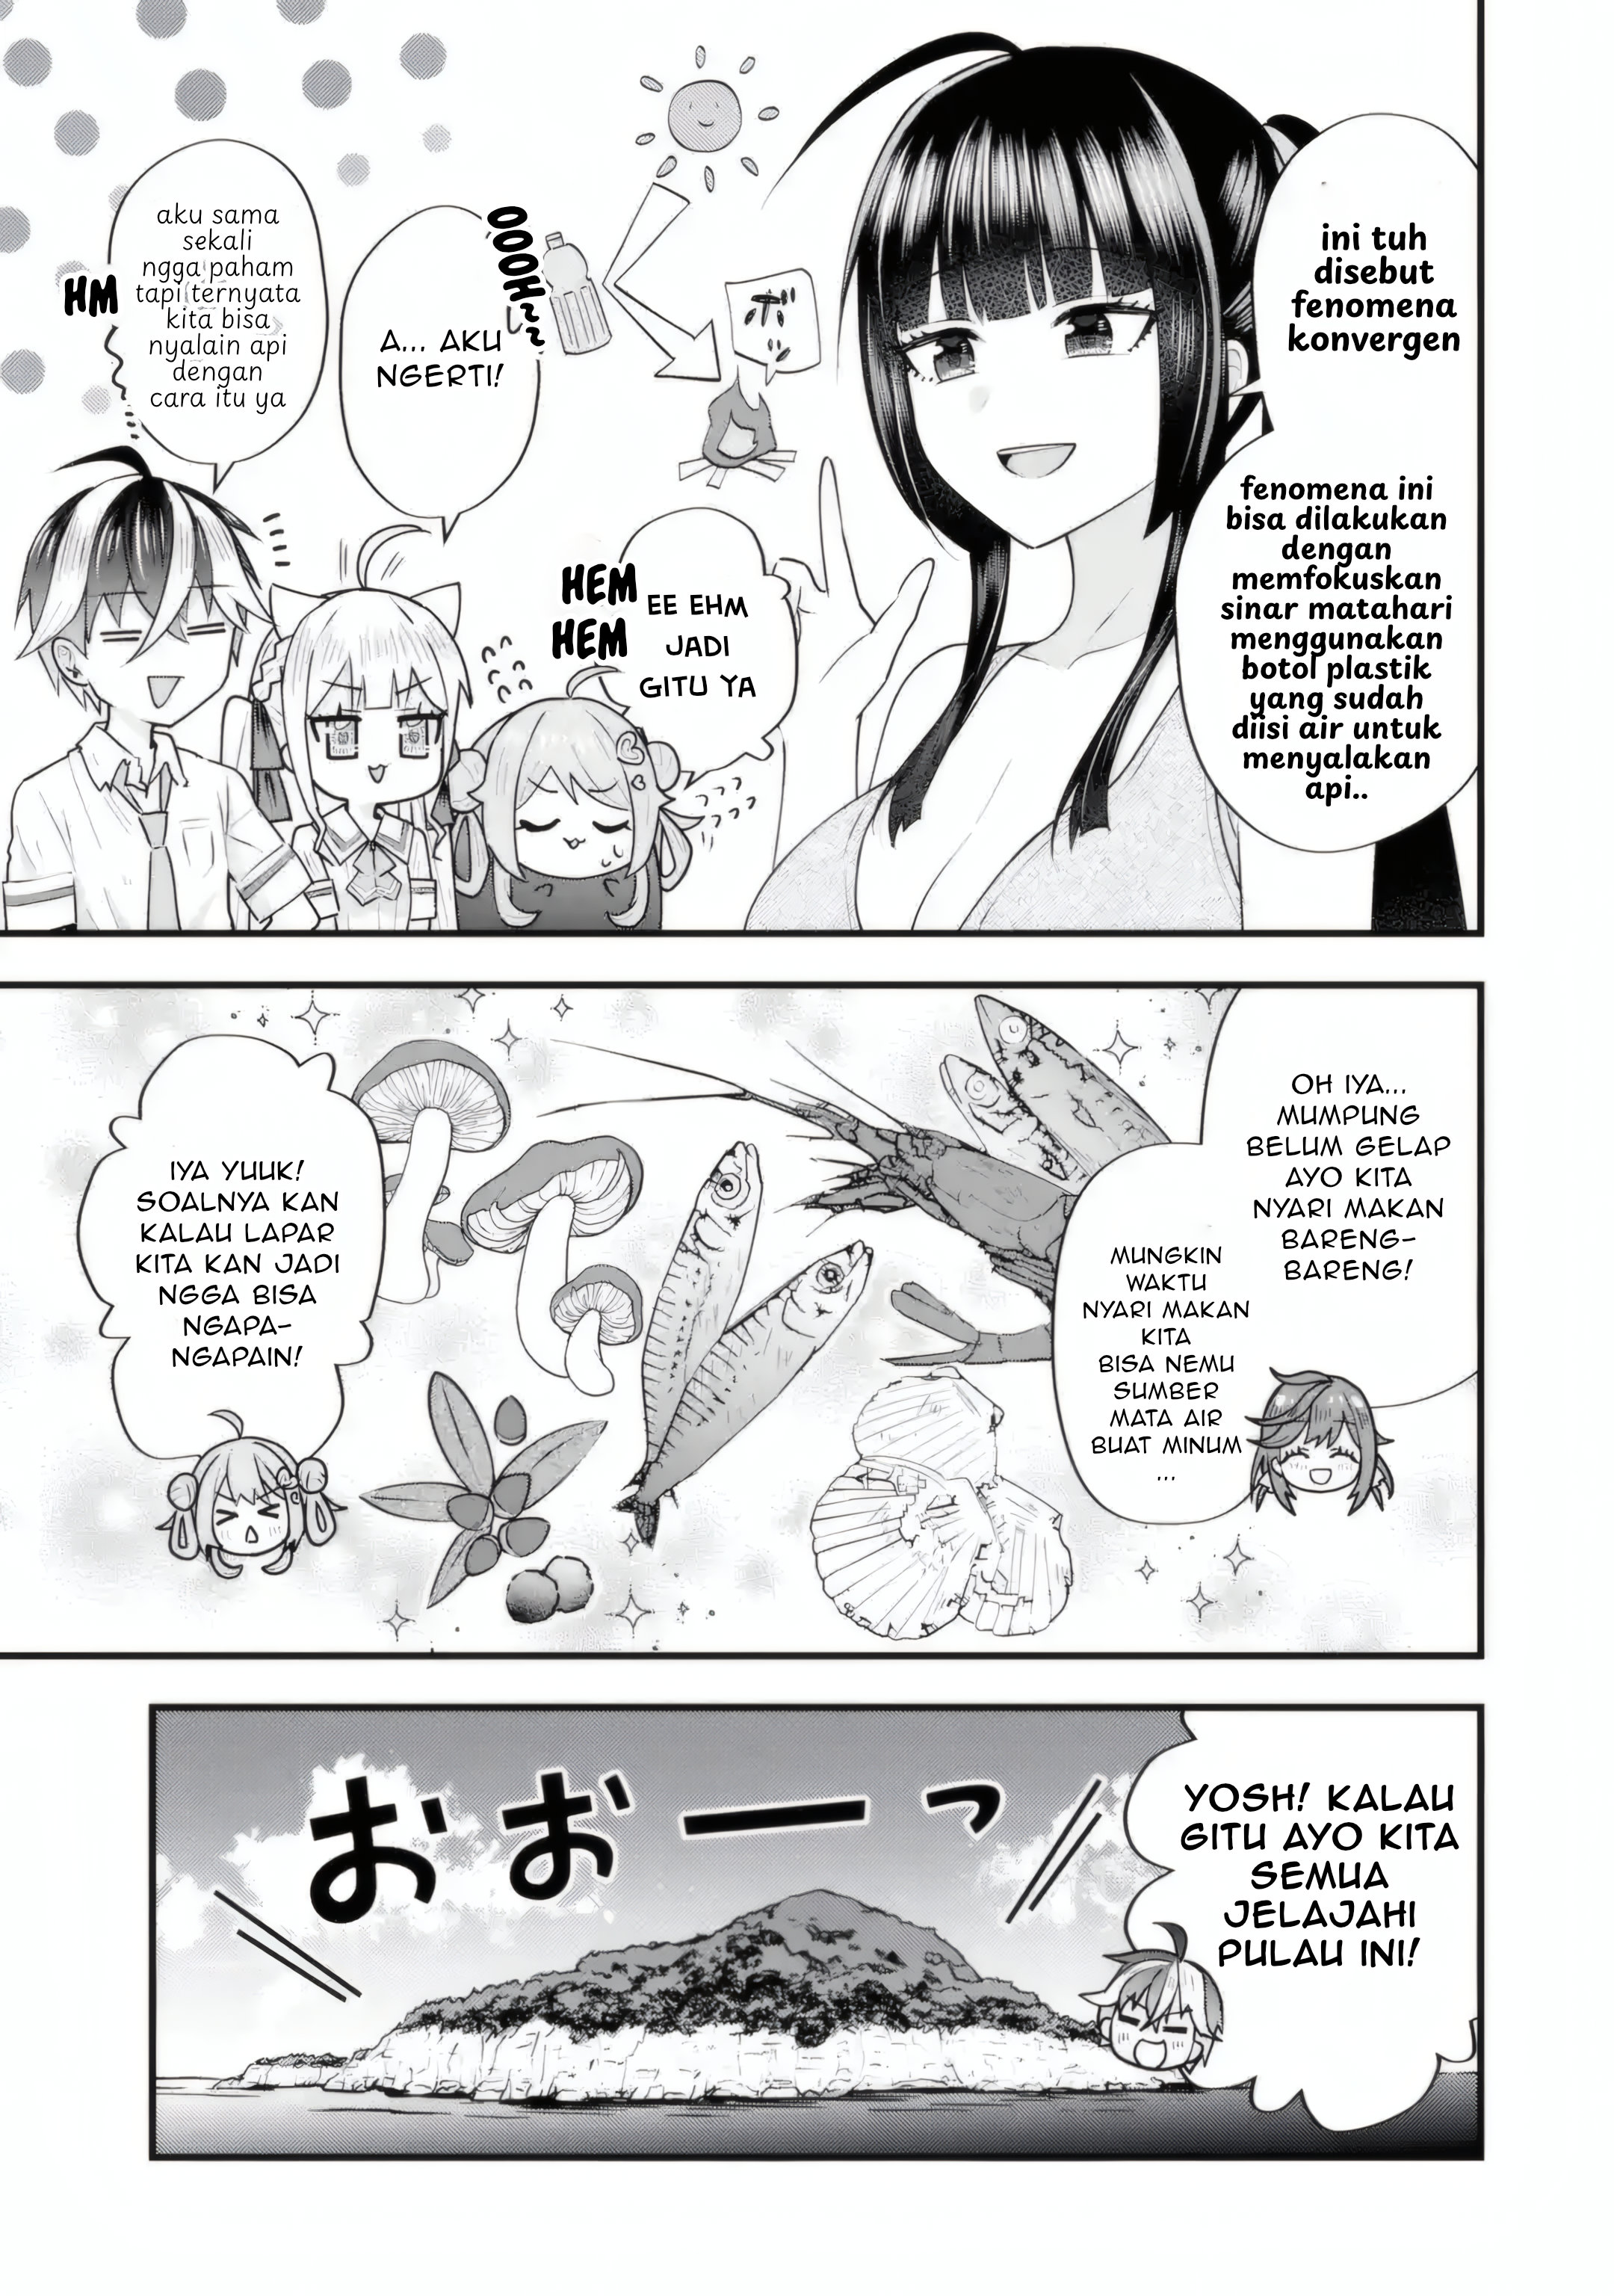 ini tuh
disebut
fenomena
konvergen
fenomena ini
bisa dilakukan
dengan
memfokuskan
sinar matahari
menggunakan
botol plastik
yang sudah
diisi air untuk
menyalakan
api..
ボッ
EE EHM
JADI
GITU YA
HEM
HEM
OOOH~~
A... AKU
NGERTI!
aku sama
sekali
ngga paham
tapi ternyata
kita bisa
nyalain api
dengan
cara itu ya
HM
OH IYA...
MUMPUNG
BELUM GELAP
AYO KITA
NYARI MAKAN
BARENG-
BARENG!
MUNGKIN
WAKTU
NYARI MAKAN
KITA
BISA NEMU
SUMBER
MATA AIR
BUAT MINUM
...
IYA YUUK!
SOALNYA KAN
KALAU LAPAR
KITA KAN JADI
NGGA BISA
NGAPA-
NGAPAIN!
YOSH! KALAU
GITU AYO KITA
SEMUA
JELAJAHI
PULAU INI!
おおーっ